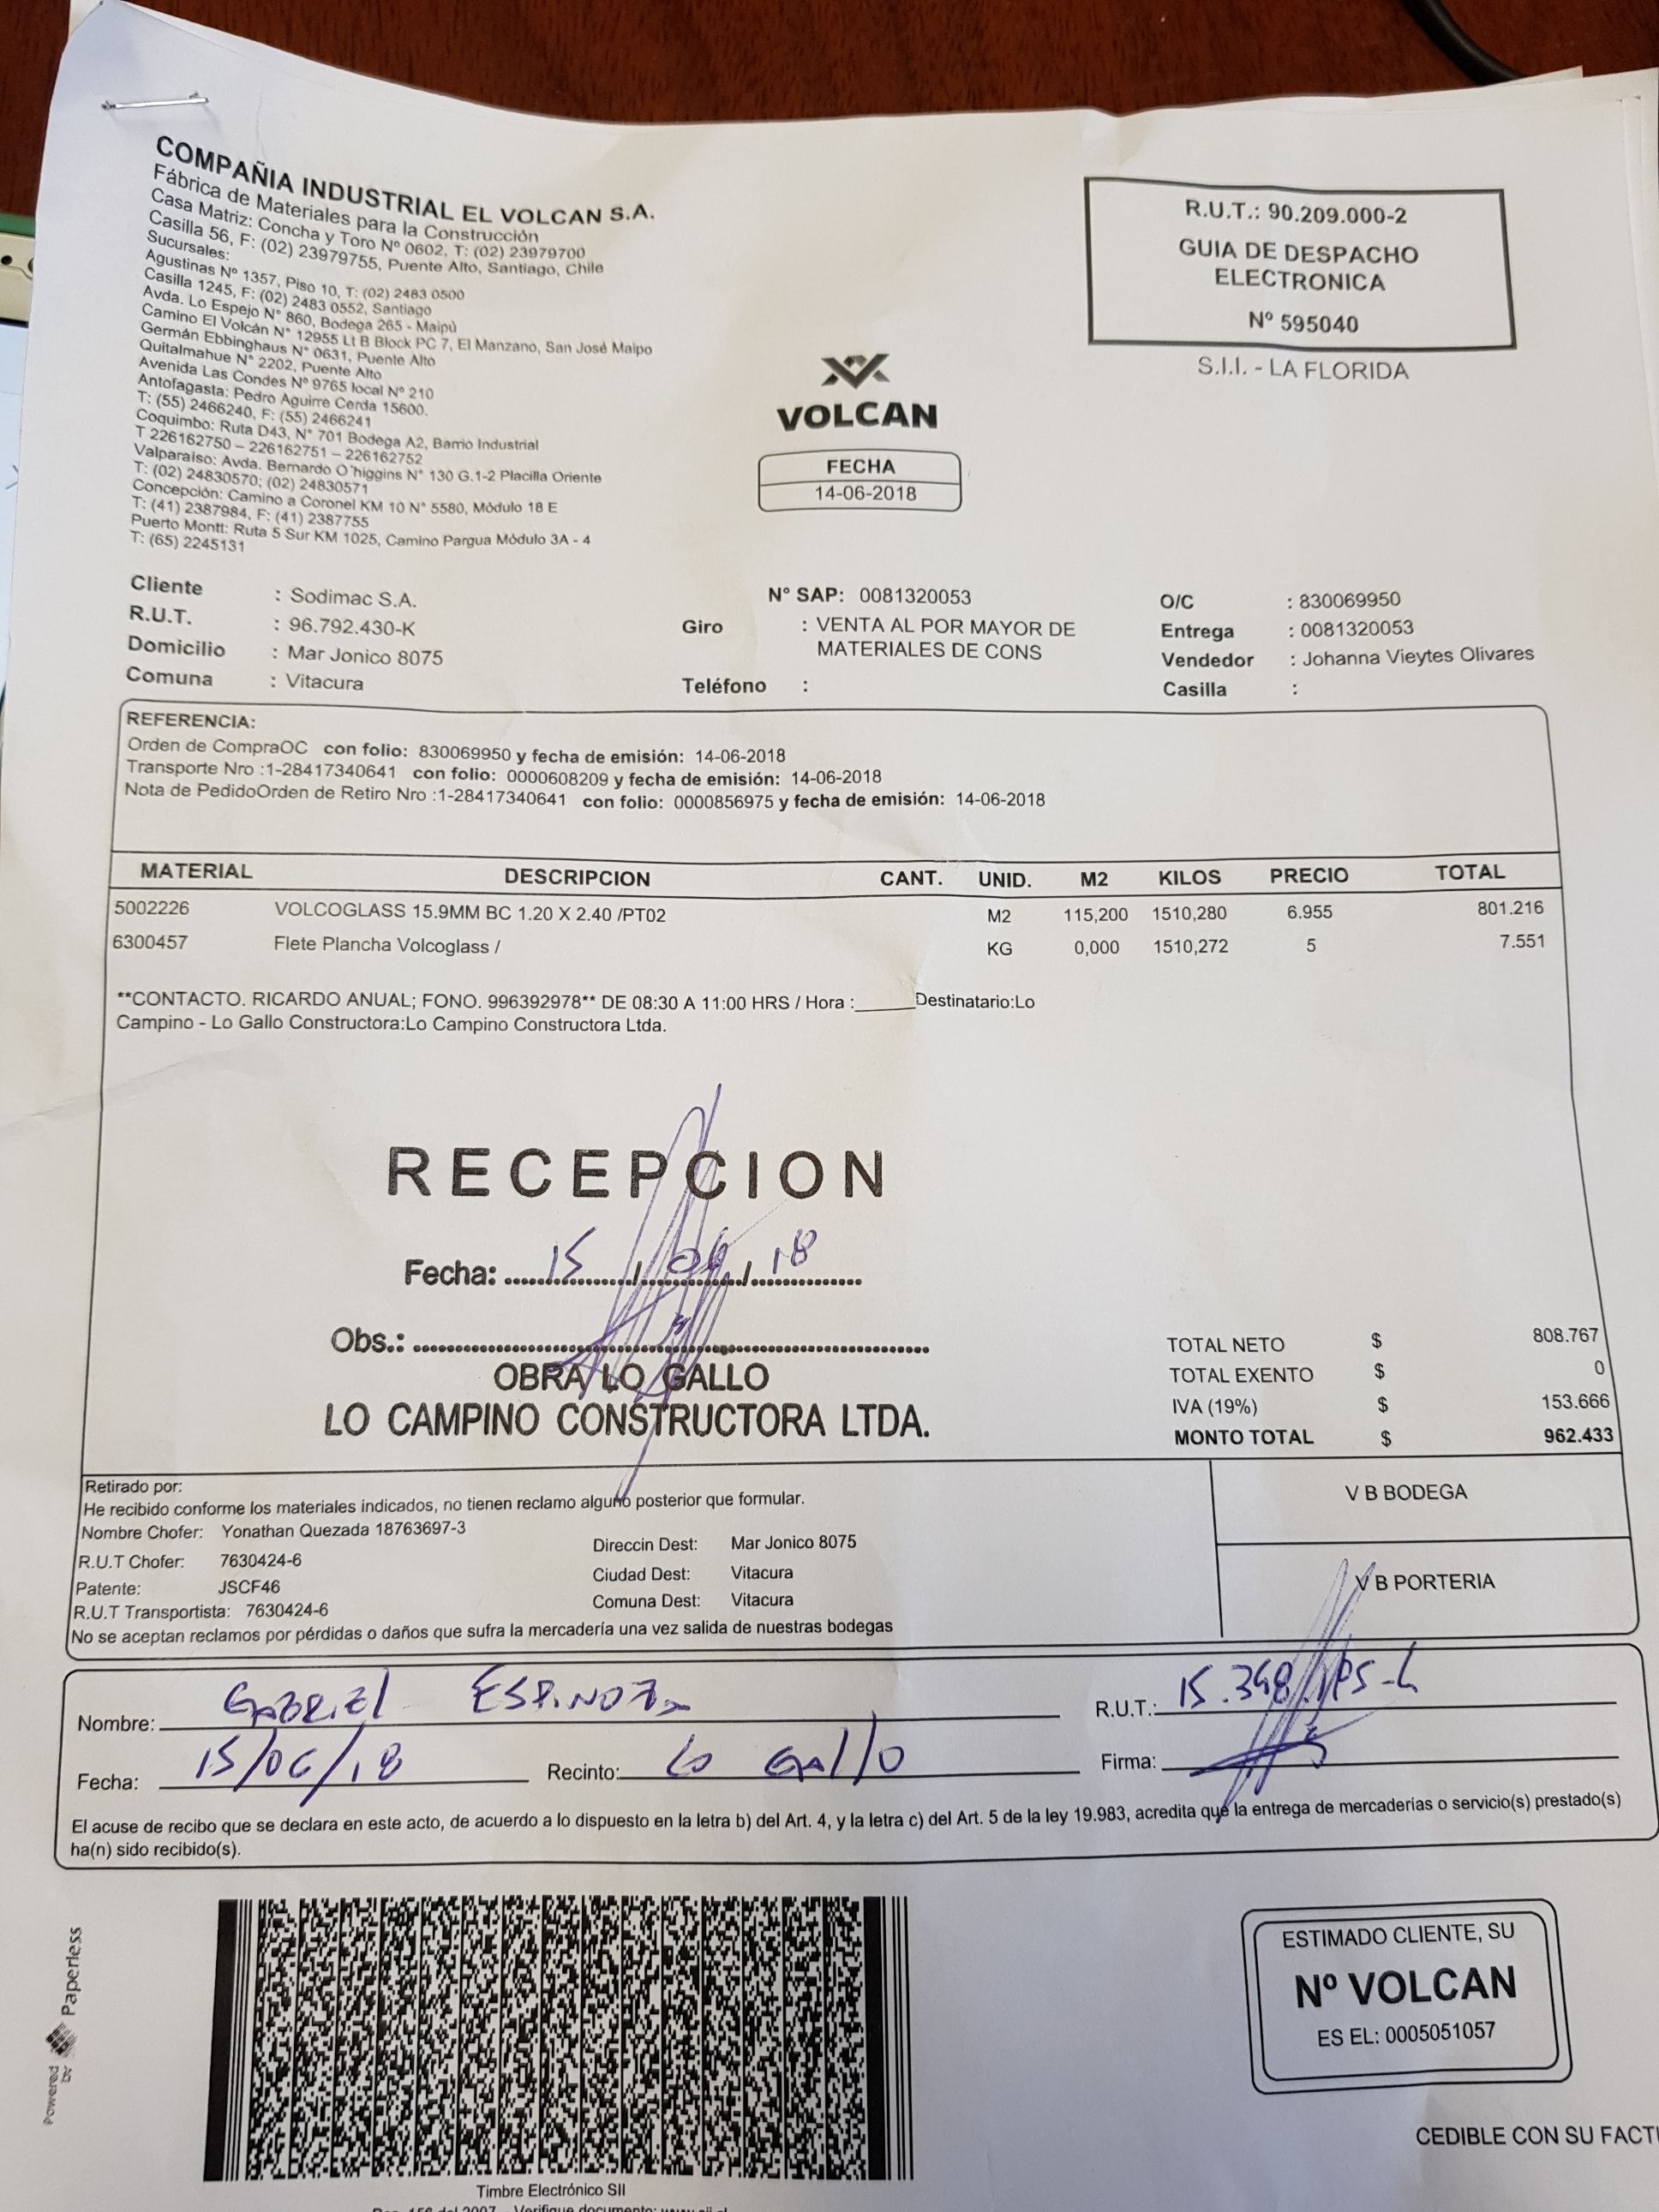 COMPAÑIA INDUSTRIAL EL VOLCAN S.A.
Fábrica de Materiales para la Construcción
Casa Matriz: Concha y Toro Nº 0602, T: (02) 23979700
Casilla 56, F: (02) 23979755, Puente Alto, Santiago, Chile
Sucursales:
Agustinas Nº 1357, Piso 10, T: (02) 2483 0500
Casilla 1245, F: (02) 2483 0552, Santiago
Avda. Lo Espejo N° 860, Bodega 265 - Maipú
Camino El Volcán N° 12955 Lt B Block PC 7, El Manzano, San José Maipo
Germán Ebbinghaus N° 0631, Puente Alto
Quitalmahue N° 2202, Puente Alto
Avenida Las Condes Nº 9765 local Nº 210
Antofagasta: Pedro Aguirre Cerda 15600.
T: (55) 2466240, F: (55) 2466241
Coquimbo: Ruta D43, N° 701 Bodega A2, Barrio Industrial
T 226162750 – 226162751 – 226162752
Valparaíso: Avda. Bernardo O´higgins N° 130 G.1-2 Placilla Oriente
T: (02) 24830570; (02) 24830571
Concepción: Camino a Coronel KM 10 N° 5580, Módulo 18 E
T: (41) 2387984, F: (41) 2387755
Puerto Montt: Ruta 5 Sur KM 1025, Camino Pargua Módulo 3A - 4
T: (65) 2245131
VOLCAN
FECHA
14-06-2018
R.U.T.: 90.209.000-2
GUIA DE DESPACHO
ELECTRONICA
Nº 595040
S.I.I. - LA FLORIDA
Cliente : Sodimac S.A.
R.U.T. : 96.792.430-K
Domicilio : Mar Jonico 8075
Comuna : Vitacura
N° SAP: 0081320053
Giro : VENTA AL POR MAYOR DE
MATERIALES DE CONS
Teléfono :
O/C : 830069950
Entrega : 0081320053
Vendedor : Johanna Vieytes Olivares
Casilla :
REFERENCIA:
Orden de CompraOC con folio: 830069950 y fecha de emisión: 14-06-2018
Transporte Nro :1-28417340641 con folio: 0000608209 y fecha de emisión: 14-06-2018
Nota de PedidoOrden de Retiro Nro :1-28417340641 con folio: 0000856975 y fecha de emisión: 14-06-2018
MATERIAL DESCRIPCION CANT. UNID. M2 KILOS PRECIO TOTAL
5002226 VOLCOGLASS 15.9MM BC 1.20 X 2.40 /PT02 M2 115,200 1510,280 6.955 801.216
6300457 Flete Plancha Volcoglass / KG 0,000 1510,272 5 7.551
**CONTACTO. RICARDO ANUAL; FONO. 996392978** DE 08:30 A 11:00 HRS / Hora :______Destinatario:Lo
Campino - Lo Gallo Constructora:Lo Campino Constructora Ltda.
RECEPCION
Fecha: 15 / 06 / 18
Obs.:
OBRA LO GALLO
LO CAMPINO CONSTRUCTORA LTDA.
TOTAL NETO $ 808.767
TOTAL EXENTO $ 0
IVA (19%) $ 153.666
MONTO TOTAL $ 962.433
Retirado por:
He recibido conforme los materiales indicados, no tienen reclamo alguno posterior que formular.
Nombre Chofer: Yonathan Quezada 18763697-3
R.U.T Chofer: 7630424-6
Patente: JSCF46
R.U.T Transportista: 7630424-6
Direccin Dest: Mar Jonico 8075
Ciudad Dest: Vitacura
Comuna Dest: Vitacura
No se aceptan reclamos por pérdidas o daños que sufra la mercadería una vez salida de nuestras bodegas
V B BODEGA
V B PORTERIA
Nombre: GABRiEl ESPiNOZA
R.U.T.: 15.348.
Fecha: 15/06/18 Recinto: Lo GAllO Firma:
El acuse de recibo que se declara en este acto, de acuerdo a lo dispuesto en la letra b) del Art. 4, y la letra c) del Art. 5 de la ley 19.983, acredita que la entrega de mercaderías o servicio(s) prestado(s)
ha(n) sido recibido(s).
Powered by Paperless
ESTIMADO CLIENTE, SU
Nº VOLCAN
ES EL: 0005051057
CEDIBLE CON SU FACT
Timbre Electrónico SII